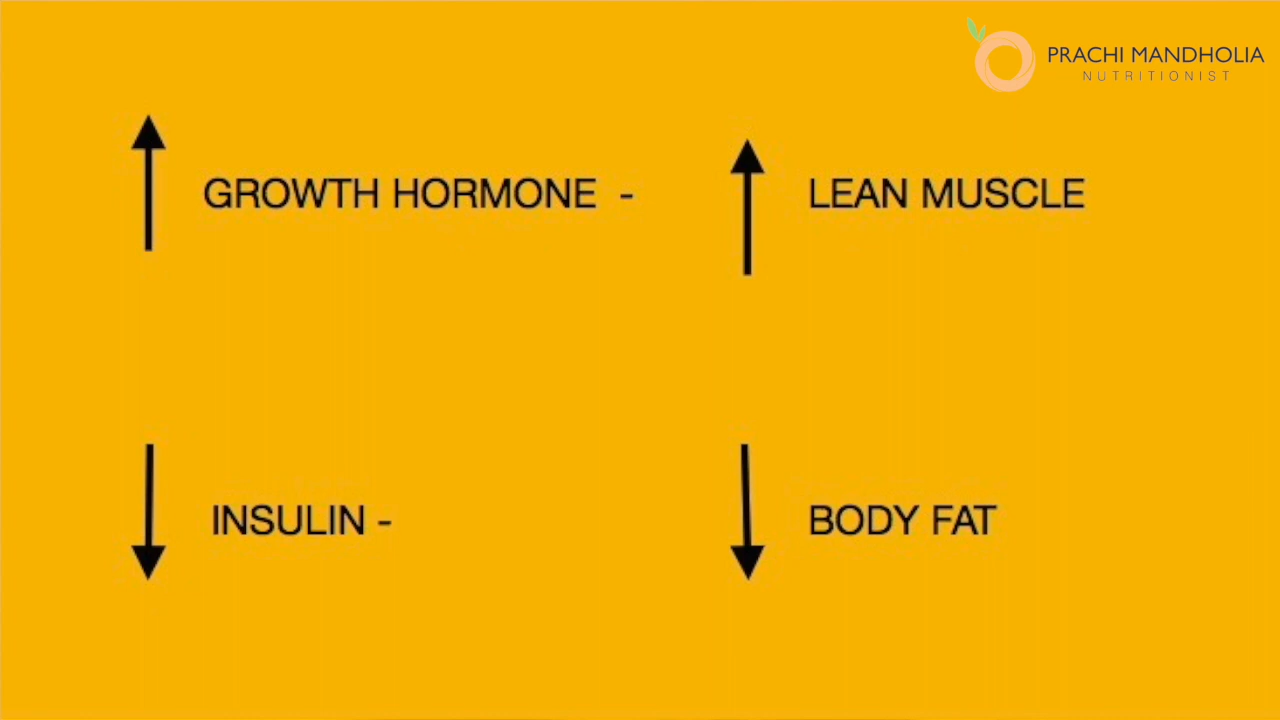 PRACHI MANDHOLIA
NUTRITIONIST
GROWTH HORMONE - LEAN MUSCLE
INSULIN - BODY FAT